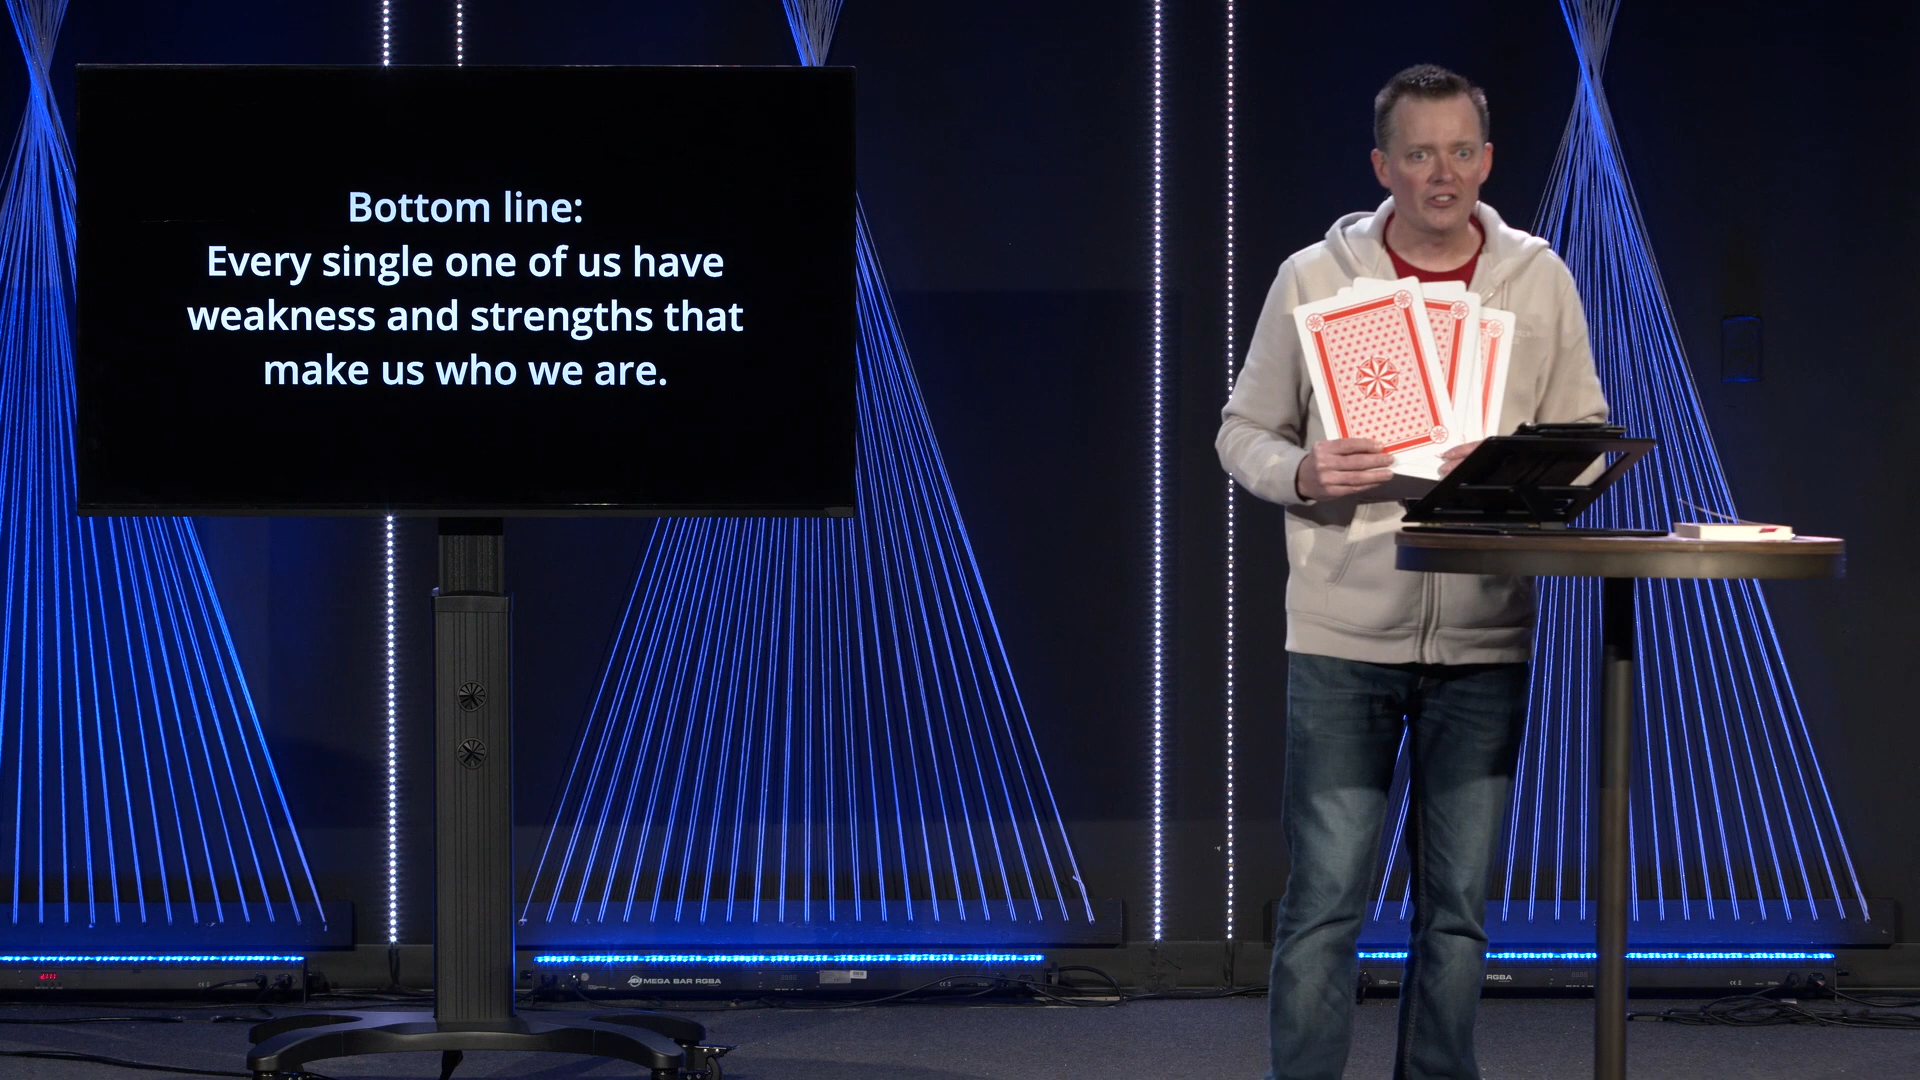 Bottom line:
Every single one of us have
weakness and strengths that
make us who we are.
MEGA BAR RGBA
RGBA